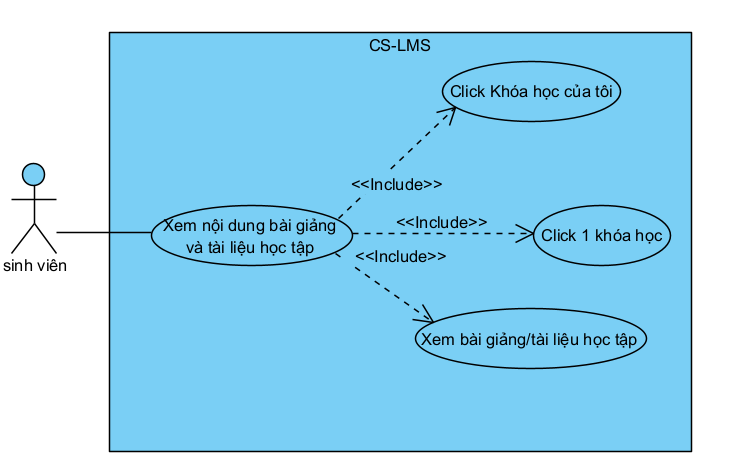 CS-LMS
Click Khóa học của tôi
<<Include>>
Xem nội dung bài giảng
và tài liệu học tập
<<Include>>
Click 1 khóa học
<<Include>>
sinh viên
Xem bài giảng/tài liệu học tập